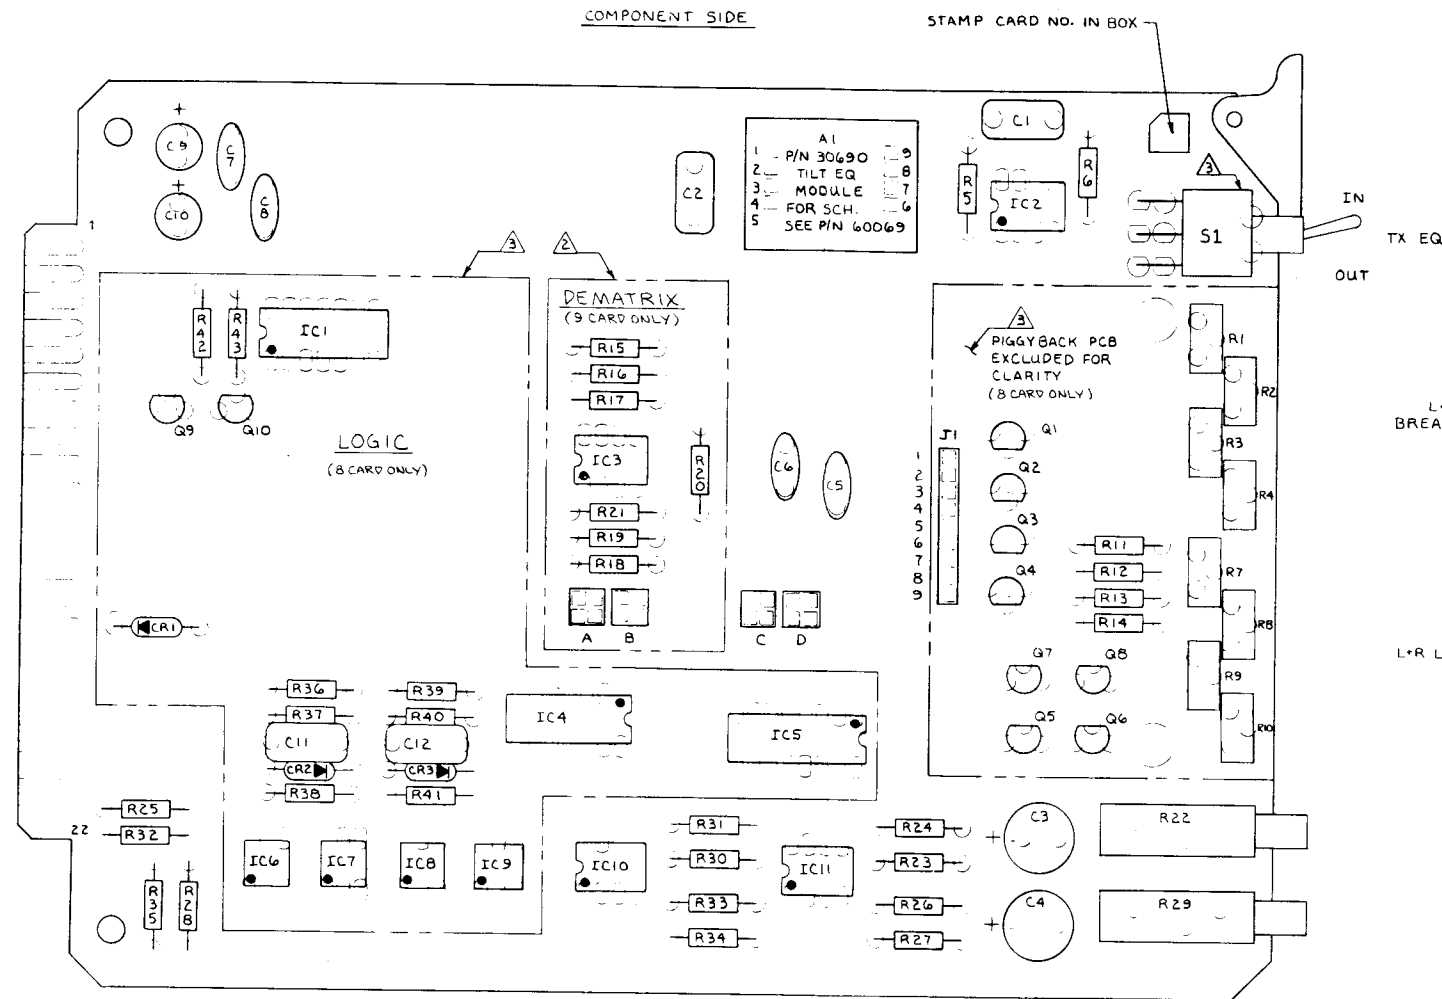 COMPONENT SIDE
STAMP CARD NO. IN BOX
+
C9
C7
+
C10
C8
C2
A1
1 P/N 30690 9
2 TILT EQ 8
3 MODULE 7
4 FOR SCH. 6
5 SEE P/N 60069
C1
R5
IC2
R6
3
S1
IN
TX EQ
OUT
1
3
2
R42
R43
IC1
Q9
Q10
LOGIC
(8 CARD ONLY)
DEMATRIX
(9 CARD ONLY)
R15
R16
R17
IC3
R20
R21
R19
R18
A
B
C
D
C6
C5
3
PIGGYBACK PCB
EXCLUDED FOR
CLARITY
(8 CARD ONLY)
J1
1
2
3
4
5
6
7
8
9
Q1
Q2
Q3
Q4
R11
R12
R13
R14
Q7
Q8
Q5
Q6
R1
R2
R3
R4
R7
R8
R9
R10
L
BREA
L+R L
CR1
R36
R37
C11
CR2
R38
R39
R40
C12
CR3
R41
IC4
IC5
22
R25
R32
R35
R28
IC6
IC7
IC8
IC9
IC10
R31
R30
R33
R34
IC11
R24
R23
R26
R27
+
C3
+
C4
R22
R29